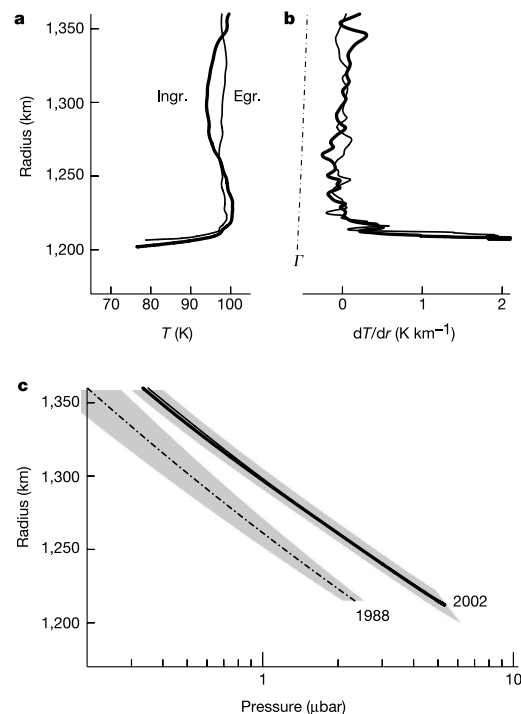 a
b
1,350
1,300
1,250
1,200
Radius (km)
Ingr.
Egr.
Γ
70 80 90 100
0 1 2
T (K)
dT/dr (K km⁻¹)
c
1,350
1,300
1,250
1,200
Radius (km)
2002
1988
1 10
Pressure (μbar)